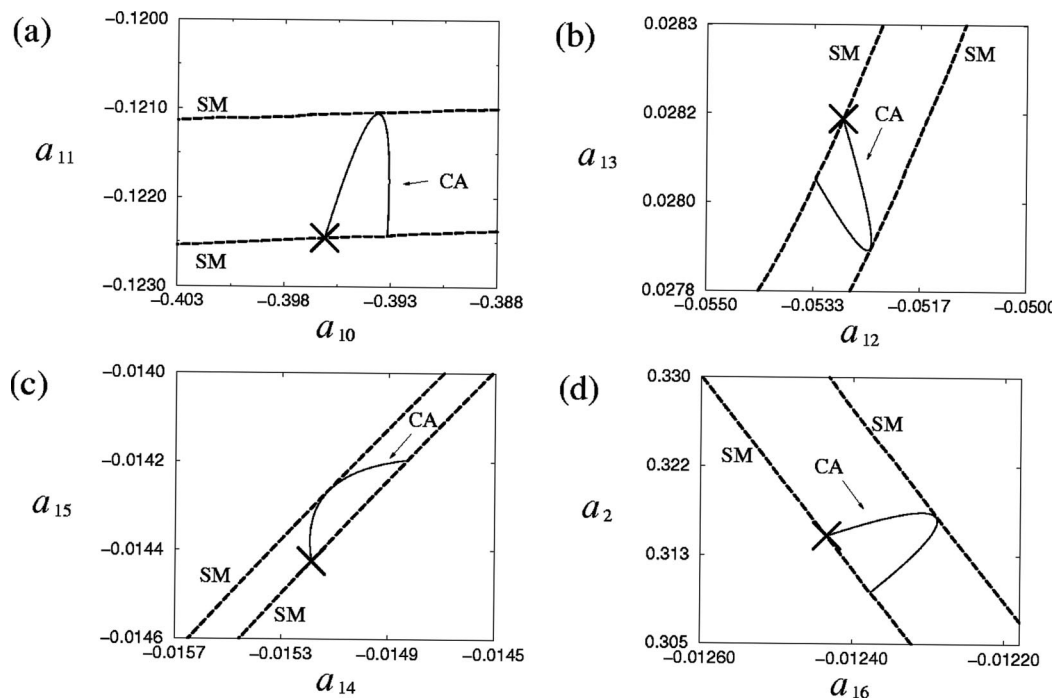 (a)
−0.1200
−0.1210
−0.1220
−0.1230
a11
SM
CA
SM
−0.403
−0.398
−0.393
−0.388
a10
(b)
0.0283
0.0282
0.0280
0.0278
a13
SM
SM
CA
−0.0550
−0.0533
−0.0517
−0.0500
a12
(c)
−0.0140
−0.0142
−0.0144
−0.0146
a15
CA
SM
SM
−0.0157
−0.0153
−0.0149
−0.0145
a14
(d)
0.330
0.322
0.313
0.305
a2
SM
SM
CA
−0.01260
−0.01240
−0.01220
a16